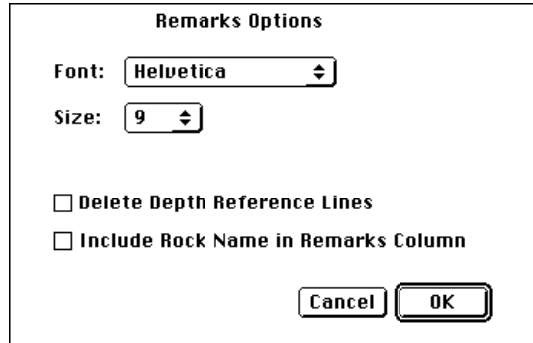 Remarks Options
Font: Helvetica
Size: 9
Delete Depth Reference Lines
Include Rock Name in Remarks Column
Cancel OK